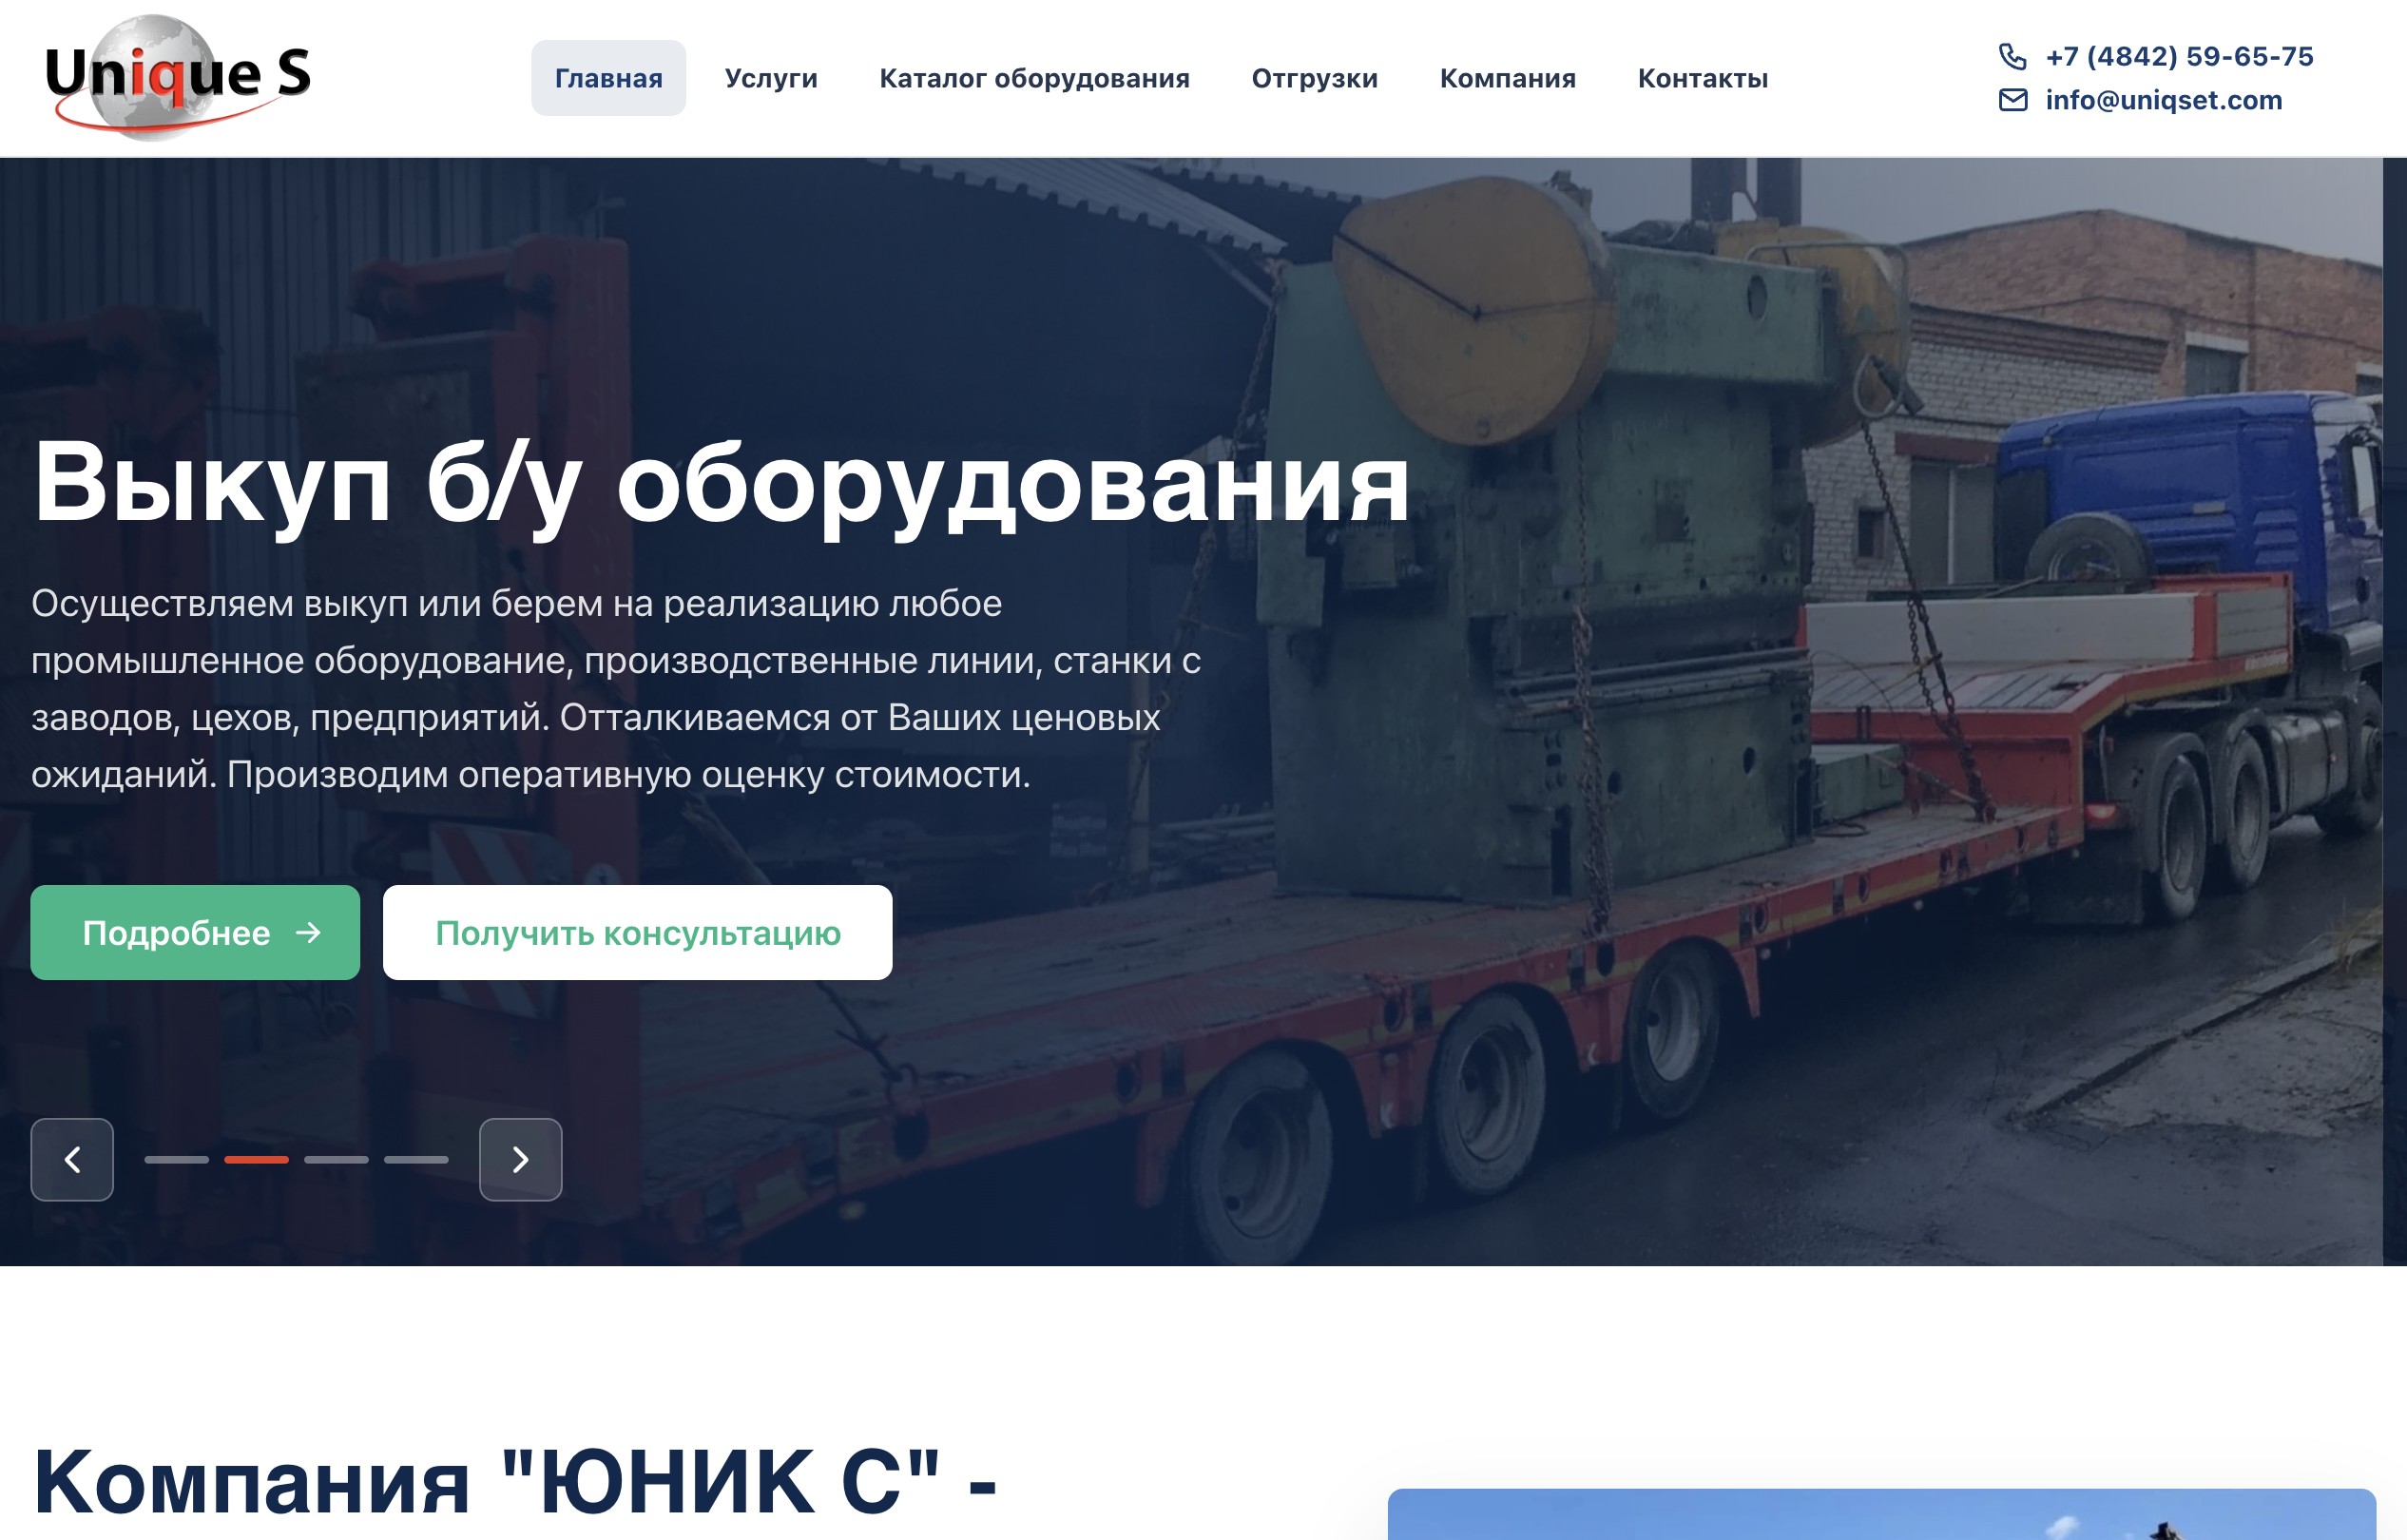 Unique S
Главная
Услуги
Каталог оборудования
Отгрузки
Компания
Контакты
+7 (4842) 59-65-75
info@uniqset.com
Выкуп б/у оборудования
Осуществляем выкуп или берем на реализацию любое
промышленное оборудование, производственные линии, станки с
заводов, цехов, предприятий. Отталкиваемся от Ваших ценовых
ожиданий. Производим оперативную оценку стоимости.
Подробнее →
Получить консультацию
Компания "ЮНИК С" -